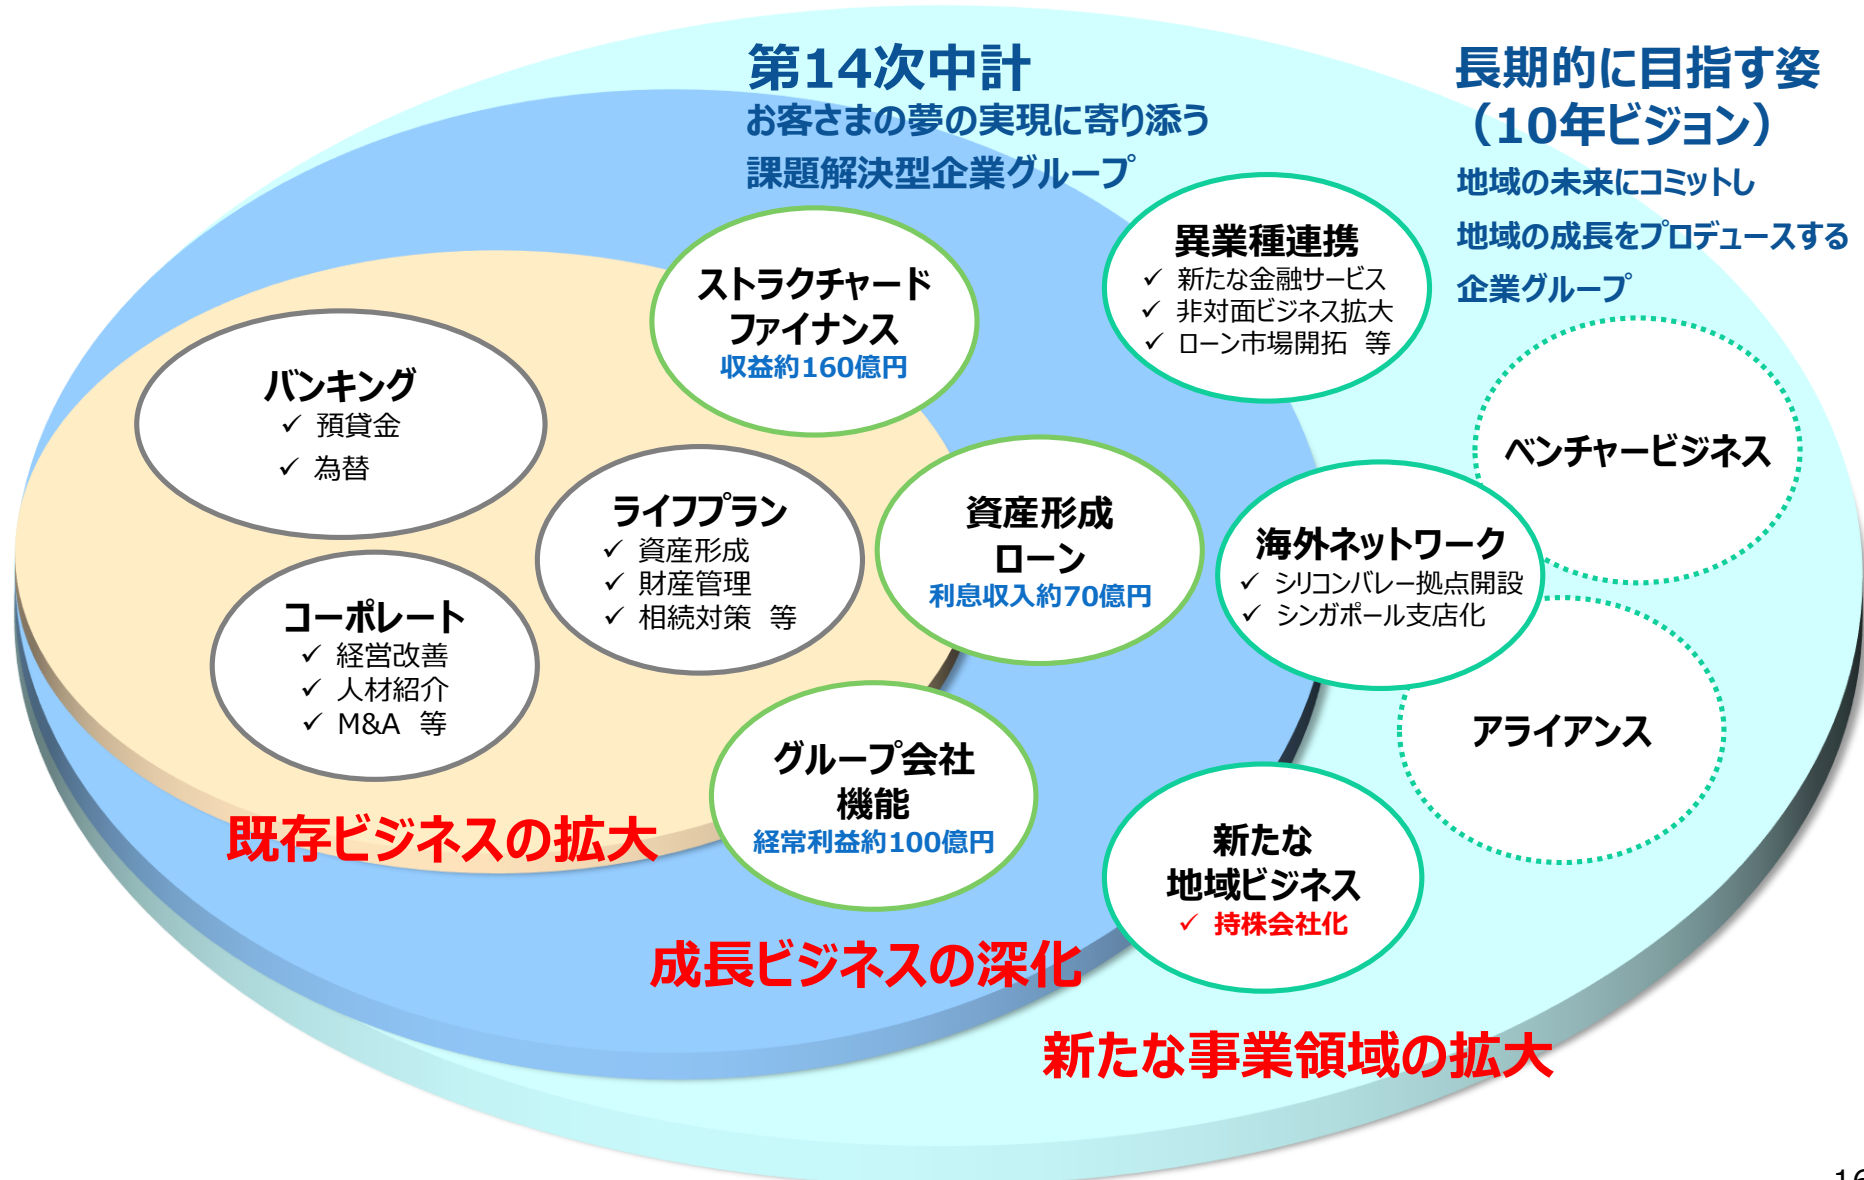 第14次中計
お客さまの夢の実現に寄り添う
課題解決型企業グループ
長期的に目指す姿
（10年ビジョン）
地域の未来にコミットし
地域の成長をプロデュースする
企業グループ
ストラクチャード
ファイナンス
収益約160億円
異業種連携
✓ 新たな金融サービス
✓ 非対面ビジネス拡大
✓ ローン市場開拓 等
バンキング
✓ 預貸金
✓ 為替
ライフプラン
✓ 資産形成
✓ 財産管理
✓ 相続対策 等
資産形成
ローン
利息収入約70億円
ベンチャービジネス
海外ネットワーク
✓ シリコンバレー拠点開設
✓ シンガポール支店化
コーポレート
✓ 経営改善
✓ 人材紹介
✓ M&A 等
アライアンス
グループ会社
機能
経常利益約100億円
新たな
地域ビジネス
✓ 持株会社化
既存ビジネスの拡大
成長ビジネスの深化
新たな事業領域の拡大
16